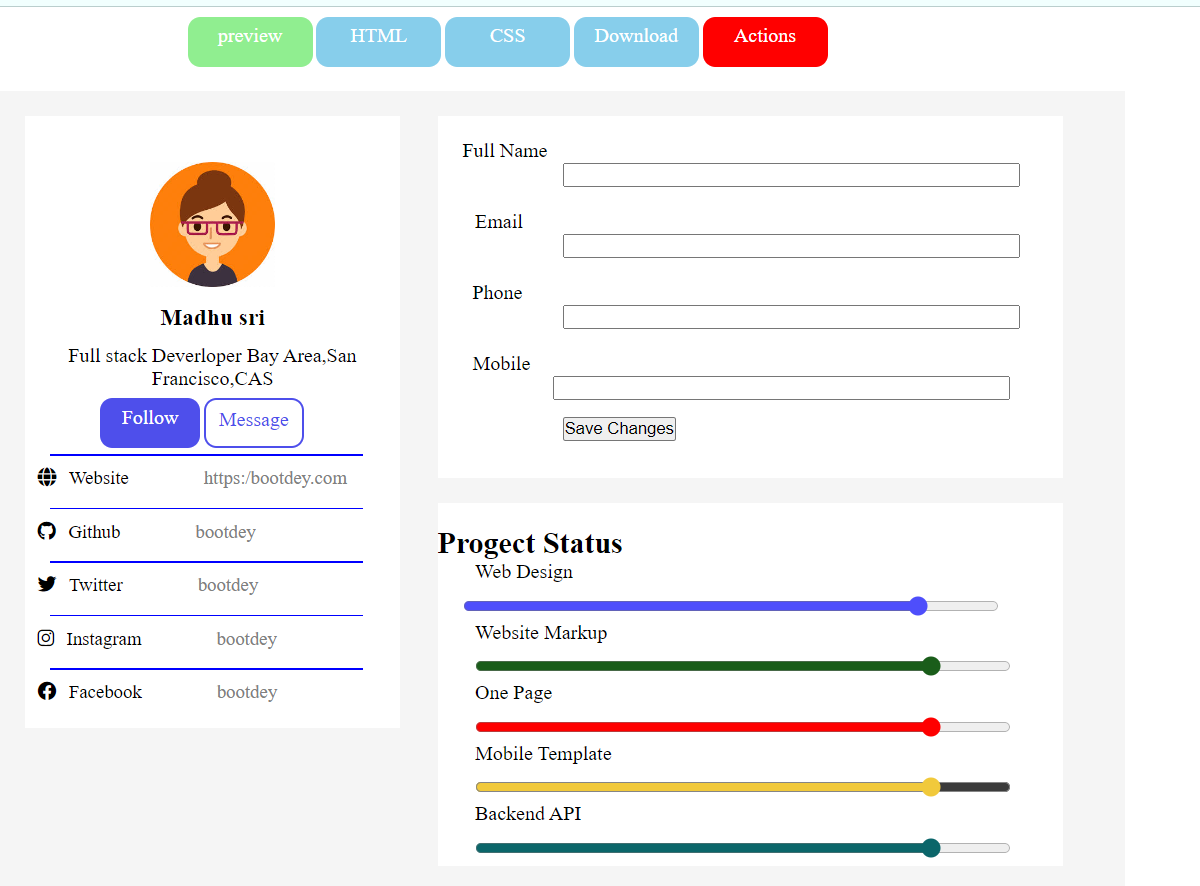 preview HTML CSS Download Actions
Madhu sri
Full stack Deverloper Bay Area,San
Francisco,CAS
Follow Message
Website https:/bootdey.com
Github bootdey
Twitter bootdey
Instagram bootdey
Facebook bootdey
Full Name
Email
Phone
Mobile
Save Changes
Progect Status
Web Design
Website Markup
One Page
Mobile Template
Backend API